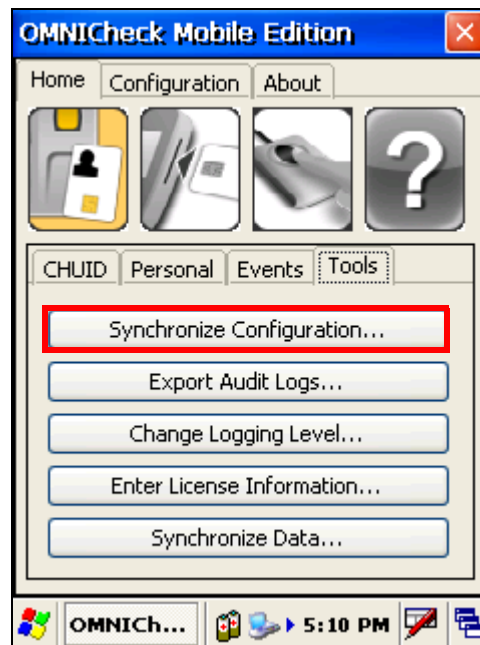 OMNICheck Mobile Edition
Home Configuration About
?
CHUID Personal Events Tools
Synchronize Configuration...
Export Audit Logs...
Change Logging Level...
Enter License Information...
Synchronize Data...
OMNICh... 5:10 PM